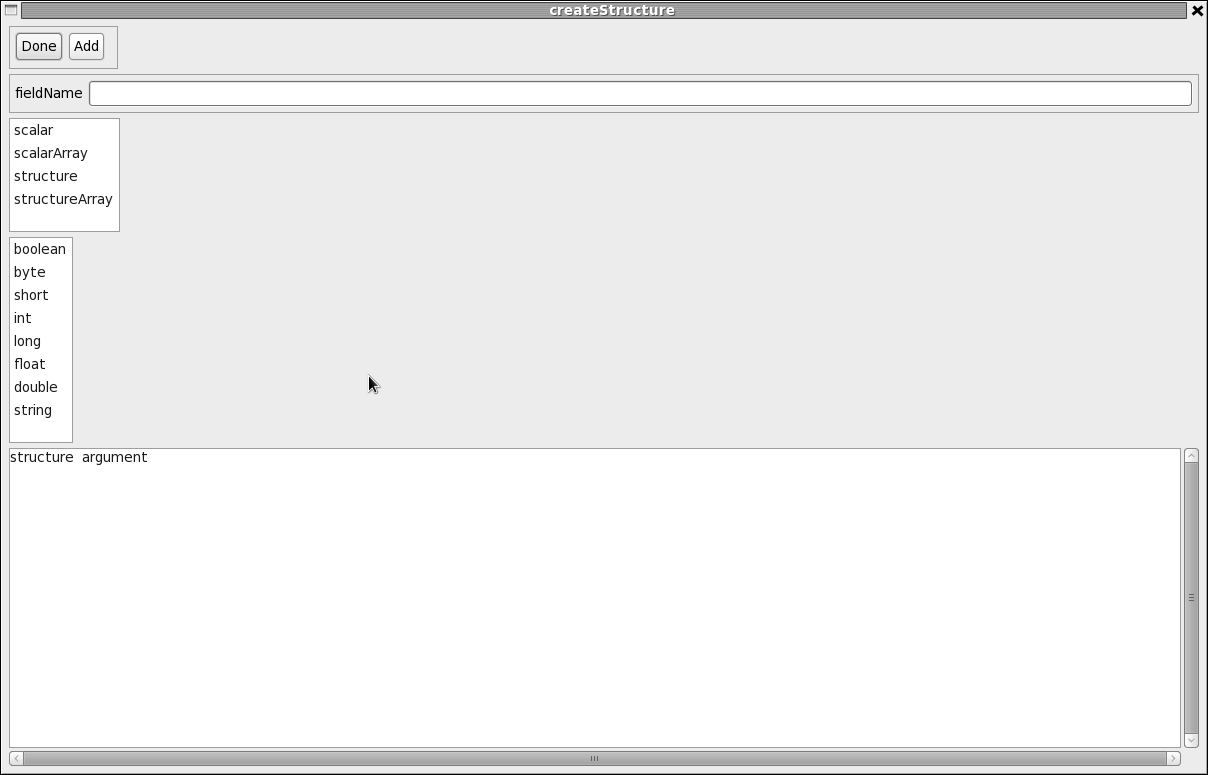 createStructure
Done Add
fieldName
scalar
scalarArray
structure
structureArray
boolean
byte
short
int
long
float
double
string
structure argument